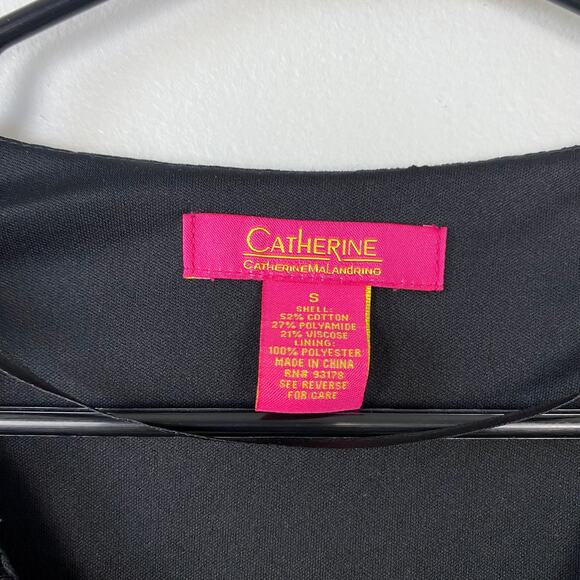 CATHERINE
CATHERINEMALANDRINO
S
SHELL:
52% COTTON
27% POLYAMIDE
21% VISCOSE
LINING:
100% POLYESTER
MADE IN CHINA
RN# 93178
SEE REVERSE
FOR CARE